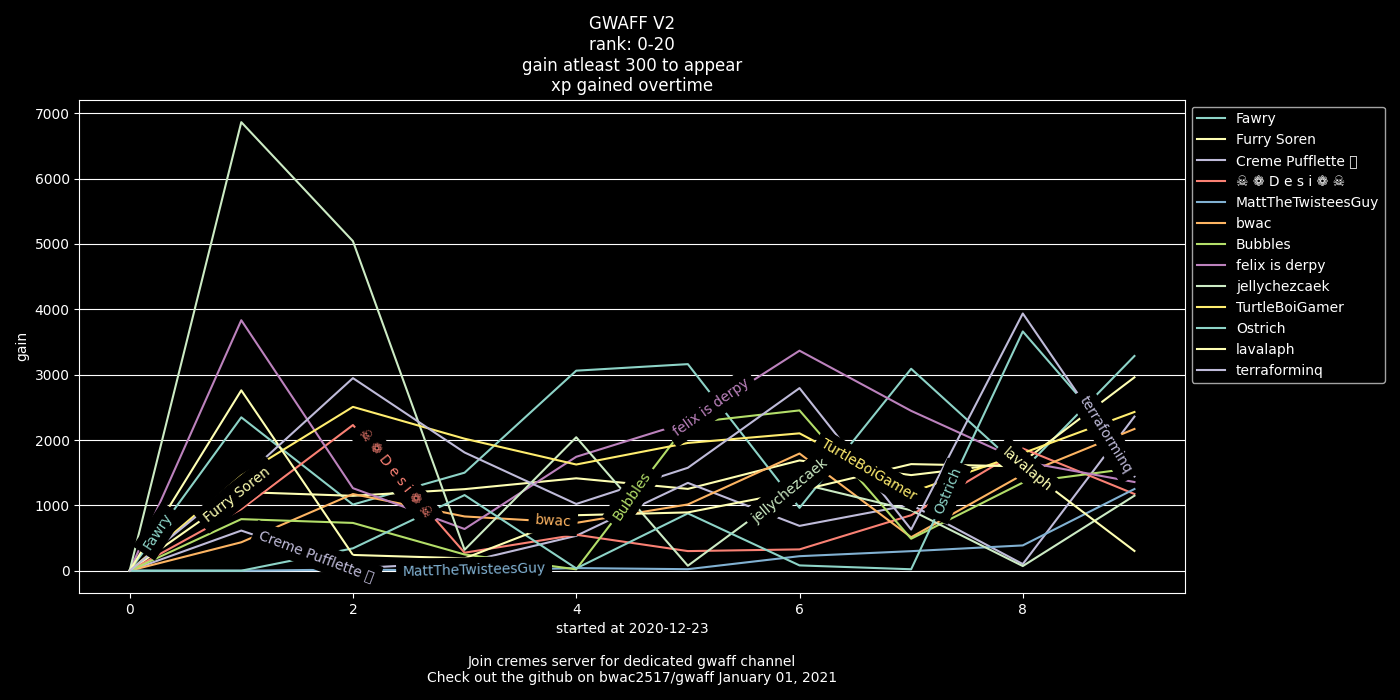 GWAFF V2
rank: 0-20
gain atleast 300 to appear
xp gained overtime
gain
7000
6000
5000
4000
3000
2000
1000
0
0 2 4 6 8
started at 2020-12-23
Fawry
Furry Soren
Creme Pufflette
☠ ❁ D e s i ❁ ☠
MattTheTwisteesGuy
bwac
Bubbles
felix is derpy
jellychezcaek
TurtleBoiGamer
Ostrich
lavalaph
terraforminq
Fawry
Furry Soren
Creme Pufflette
☠ ❁ D e s i ❁ ☠
MattTheTwisteesGuy
bwac
Bubbles
felix is derpy
jellychezcaek
TurtleBoiGamer
Ostrich
lavalaph
terraforminq
Join cremes server for dedicated gwaff channel
Check out the github on bwac2517/gwaff January 01, 2021